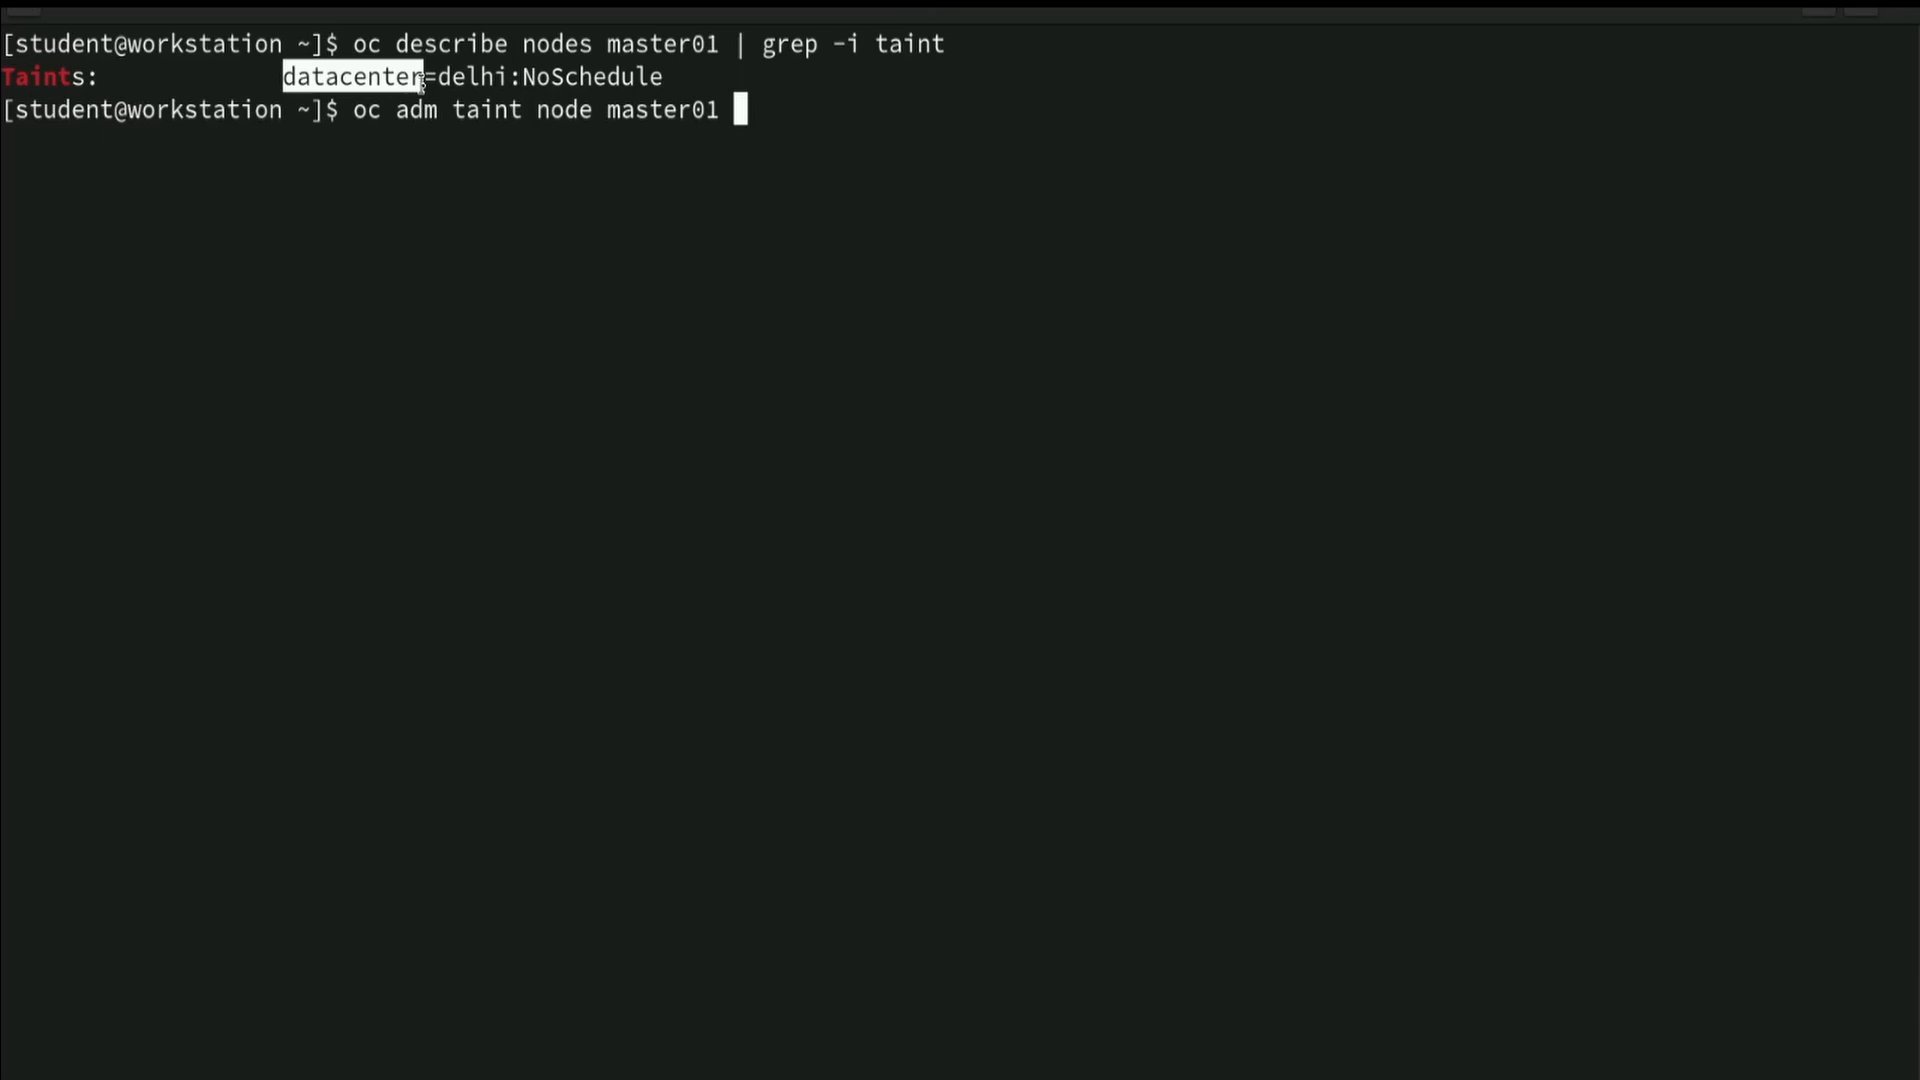 [student@workstation ~]$ oc describe nodes master01 | grep -i taint
Taints:             datacenter=delhi:NoSchedule
[student@workstation ~]$ oc adm taint node master01